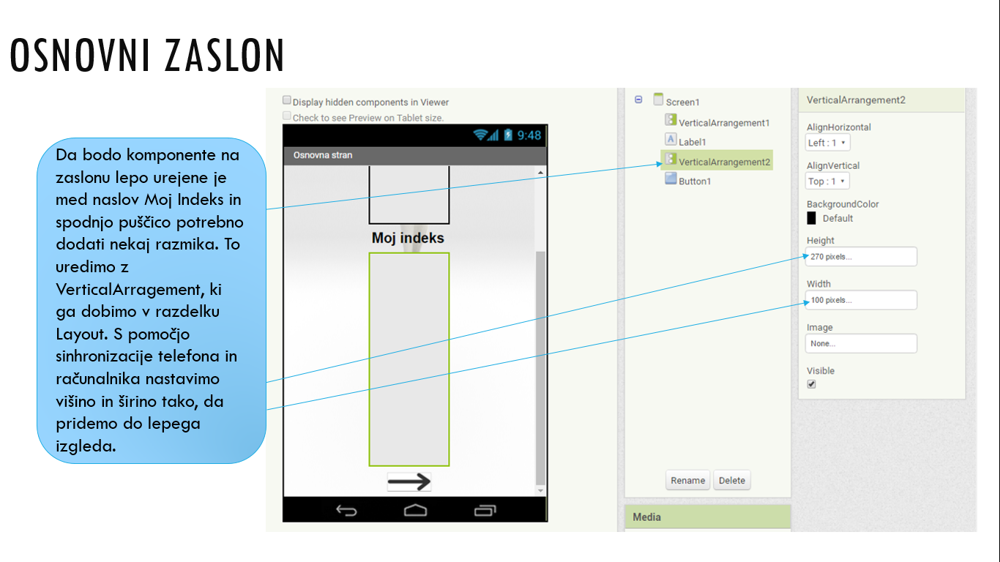 OSNOVNI ZASLON
Da bodo komponente na
zaslonu lepo urejene je
med naslov Moj Indeks in
spodnjo puščico potrebno
dodati nekaj razmika. To
uredimo z
VerticalArragement, ki
ga dobimo v razdelku
Layout. S pomočjo
sinhronizacije telefona in
računalnika nastavimo
višino in širino tako, da
pridemo do lepega
izgleda.
Display hidden components in Viewer
Check to see Preview on Tablet size.
9:48
Osnovna stran
Moj indeks
Screen1
VerticalArrangement1
Label1
VerticalArrangement2
Button1
Rename Delete
Media
VerticalArrangement2
AlignHorizontal
Left : 1
AlignVertical
Top : 1
BackgroundColor
Default
Height
270 pixels...
Width
100 pixels...
Image
None...
Visible